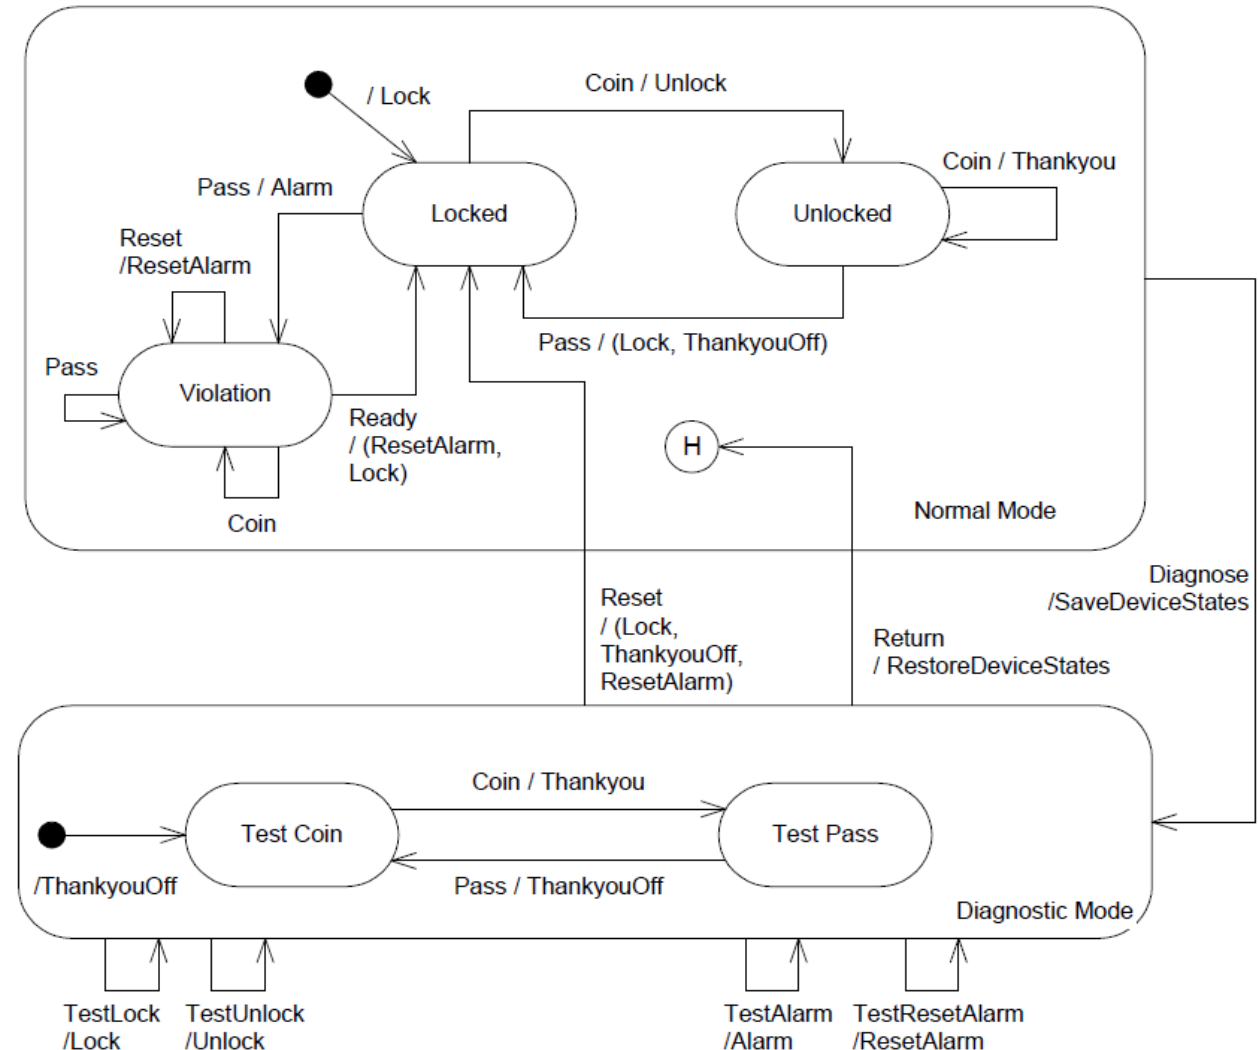 / Lock
Coin / Unlock
Pass / Alarm
Locked
Unlocked
Coin / Thankyou
Reset
/ResetAlarm
Pass / (Lock, ThankyouOff)
Pass
Violation
Ready
/ (ResetAlarm,
Lock)
H
Coin
Normal Mode
Diagnose
/SaveDeviceStates
Reset
/ (Lock,
ThankyouOff,
ResetAlarm)
Return
/ RestoreDeviceStates
Coin / Thankyou
Test Coin
Test Pass
/ThankyouOff
Pass / ThankyouOff
Diagnostic Mode
TestLock
/Lock
TestUnlock
/Unlock
TestAlarm
/Alarm
TestResetAlarm
/ResetAlarm